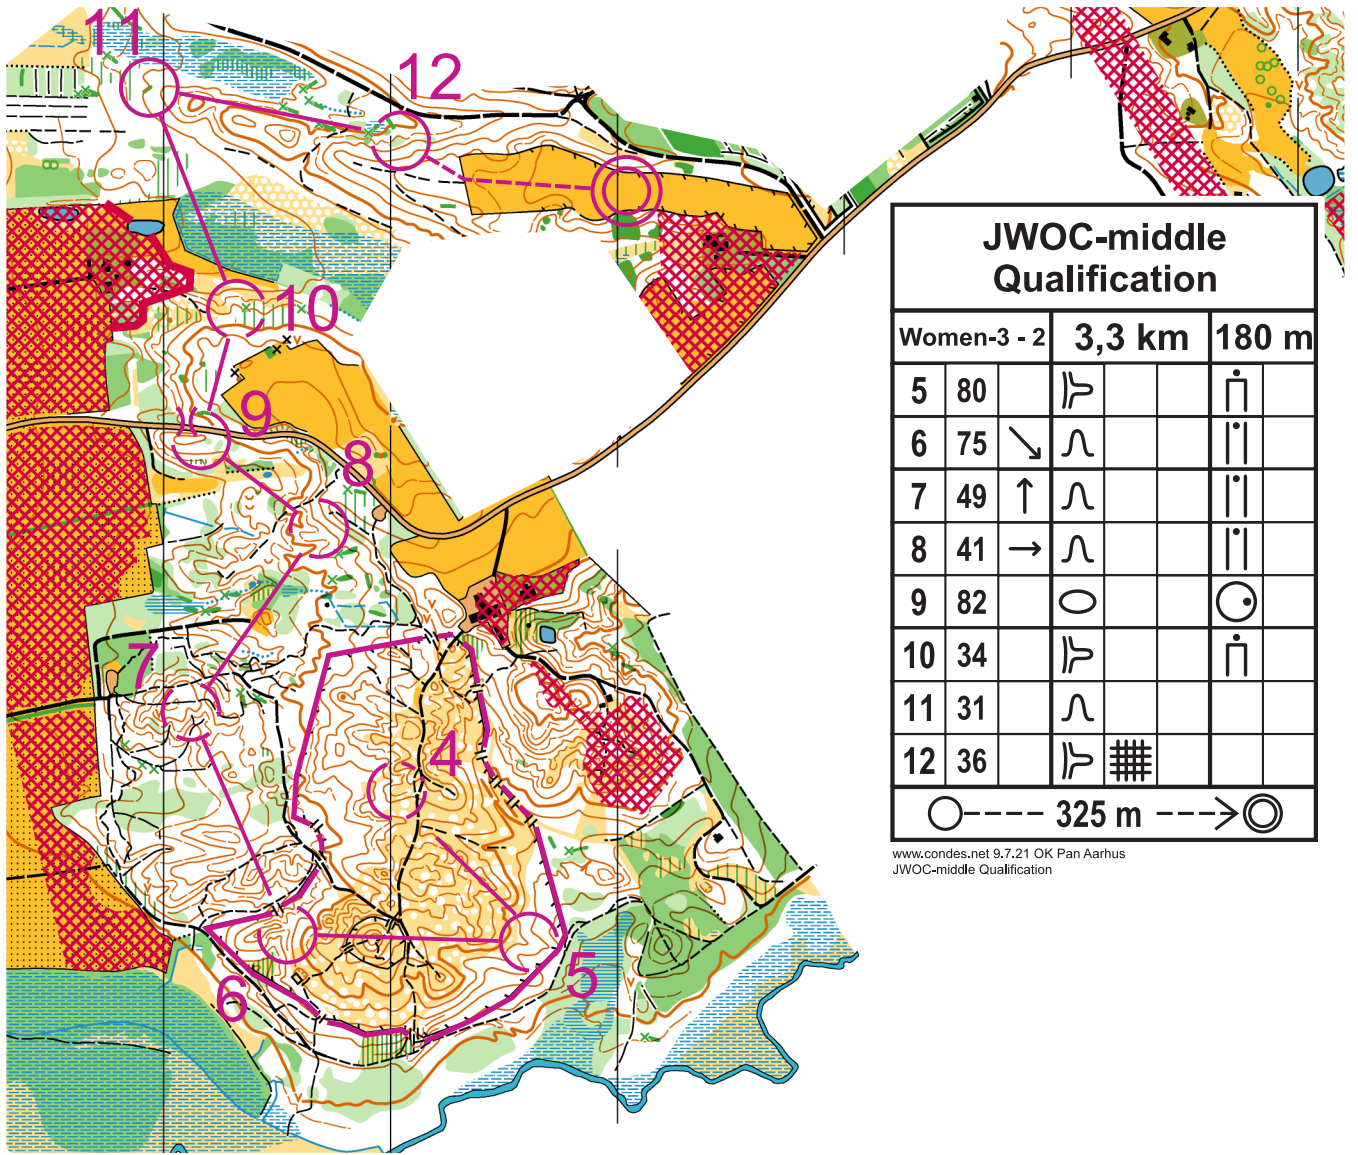 11
12
10
9
8
7
4
5
6
JWOC-middle
Qualification
Women-3 - 2 3,3 km 180 m
5 80
6 75
7 49
8 41
9 82
10 34
11 31
12 36
325 m
www.condes.net 9.7.21 OK Pan Aarhus
JWOC-middle Qualification